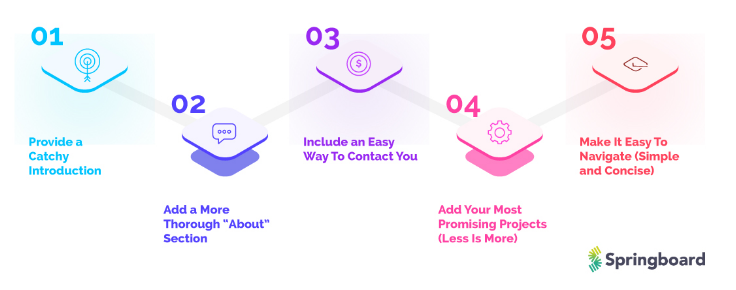 01
Provide a
Catchy
Introduction
02
Add a More
Thorough “About”
Section
03
$
Include an Easy
Way To Contact You
04
Add Your Most
Promising Projects
(Less Is More)
05
Make It Easy To
Navigate (Simple
and Concise)
Springboard